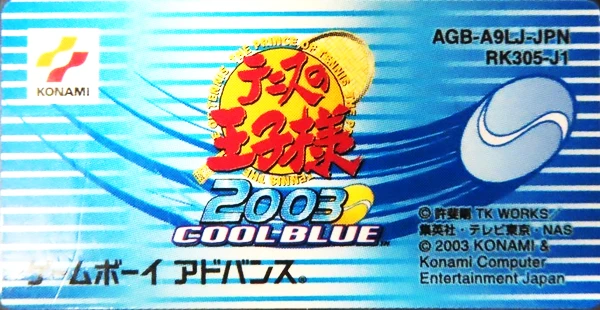 KONAMI
AGB-A9LJ-JPN
RK305-J1
THE PRINCE OF TENNIS
テニスの
王子様
2003
COOL BLUE
TM
ゲームボーイ アドバンス®
© 許斐剛 TK WORKS/
集英社・テレビ東京・NAS
© 2003 KONAMI &
Konami Computer
Entertainment Japan